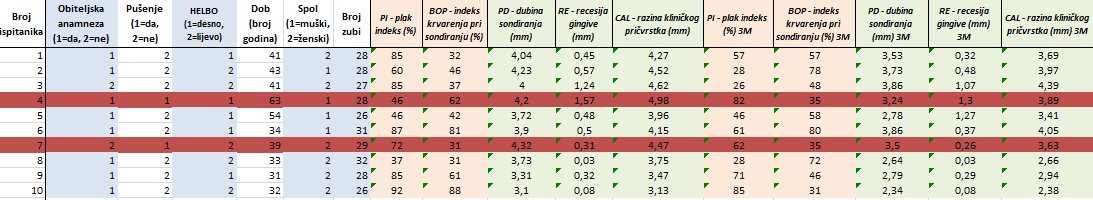 Broj ispitanika | Obiteljska anamneza (1=da, 2=ne) | Pušenje (1=da, 2=ne) | HELBO (1=desno, 2=lijevo) | Dob (broj godina) | Spol (1=muški, 2=ženski) | Broj zubi | PI - plak indeks (%) | BOP - indeks krvarenja pri sondiranju (%) | PD - dubina sondiranja (mm) | RE - recesija gingive (mm) | CAL - razina kliničkog pričvrstka (mm) | PI - plak indeks (%) 3M | BOP - indeks krvarenja pri sondiranju (%) 3M | PD - dubina sondiranja (mm) 3M | RE - recesija gingive (mm) 3M | CAL - razina kliničkog pričvrstka (mm) 3M
1 | 1 | 2 | 1 | 41 | 2 | 28 | 85 | 32 | 4,04 | 0,45 | 4,27 | 57 | 57 | 3,53 | 0,32 | 3,69
2 | 1 | 2 | 1 | 43 | 1 | 28 | 60 | 46 | 4,23 | 0,57 | 4,52 | 28 | 78 | 3,73 | 0,48 | 3,97
3 | 2 | 2 | 2 | 41 | 2 | 27 | 85 | 37 | 4 | 1,24 | 4,62 | 26 | 48 | 3,86 | 1,07 | 4,39
4 | 1 | 1 | 1 | 63 | 1 | 28 | 46 | 62 | 4,2 | 1,57 | 4,98 | 82 | 35 | 3,24 | 1,3 | 3,89
5 | 1 | 2 | 2 | 54 | 1 | 26 | 46 | 42 | 3,72 | 0,48 | 3,96 | 46 | 58 | 2,78 | 1,27 | 3,41
6 | 1 | 2 | 1 | 34 | 1 | 31 | 87 | 81 | 3,9 | 0,5 | 4,15 | 61 | 80 | 3,86 | 0,37 | 4,05
7 | 2 | 1 | 2 | 39 | 2 | 29 | 72 | 31 | 4,32 | 0,31 | 4,47 | 62 | 35 | 3,5 | 0,26 | 3,63
8 | 1 | 2 | 2 | 33 | 2 | 32 | 37 | 31 | 3,73 | 0,03 | 3,75 | 28 | 72 | 2,64 | 0,03 | 2,66
9 | 1 | 2 | 2 | 31 | 2 | 28 | 85 | 61 | 3,31 | 0,32 | 3,47 | 71 | 46 | 2,79 | 0,29 | 2,94
10 | 1 | 2 | 2 | 32 | 2 | 26 | 92 | 88 | 3,1 | 0,08 | 3,13 | 85 | 31 | 2,34 | 0,08 | 2,38